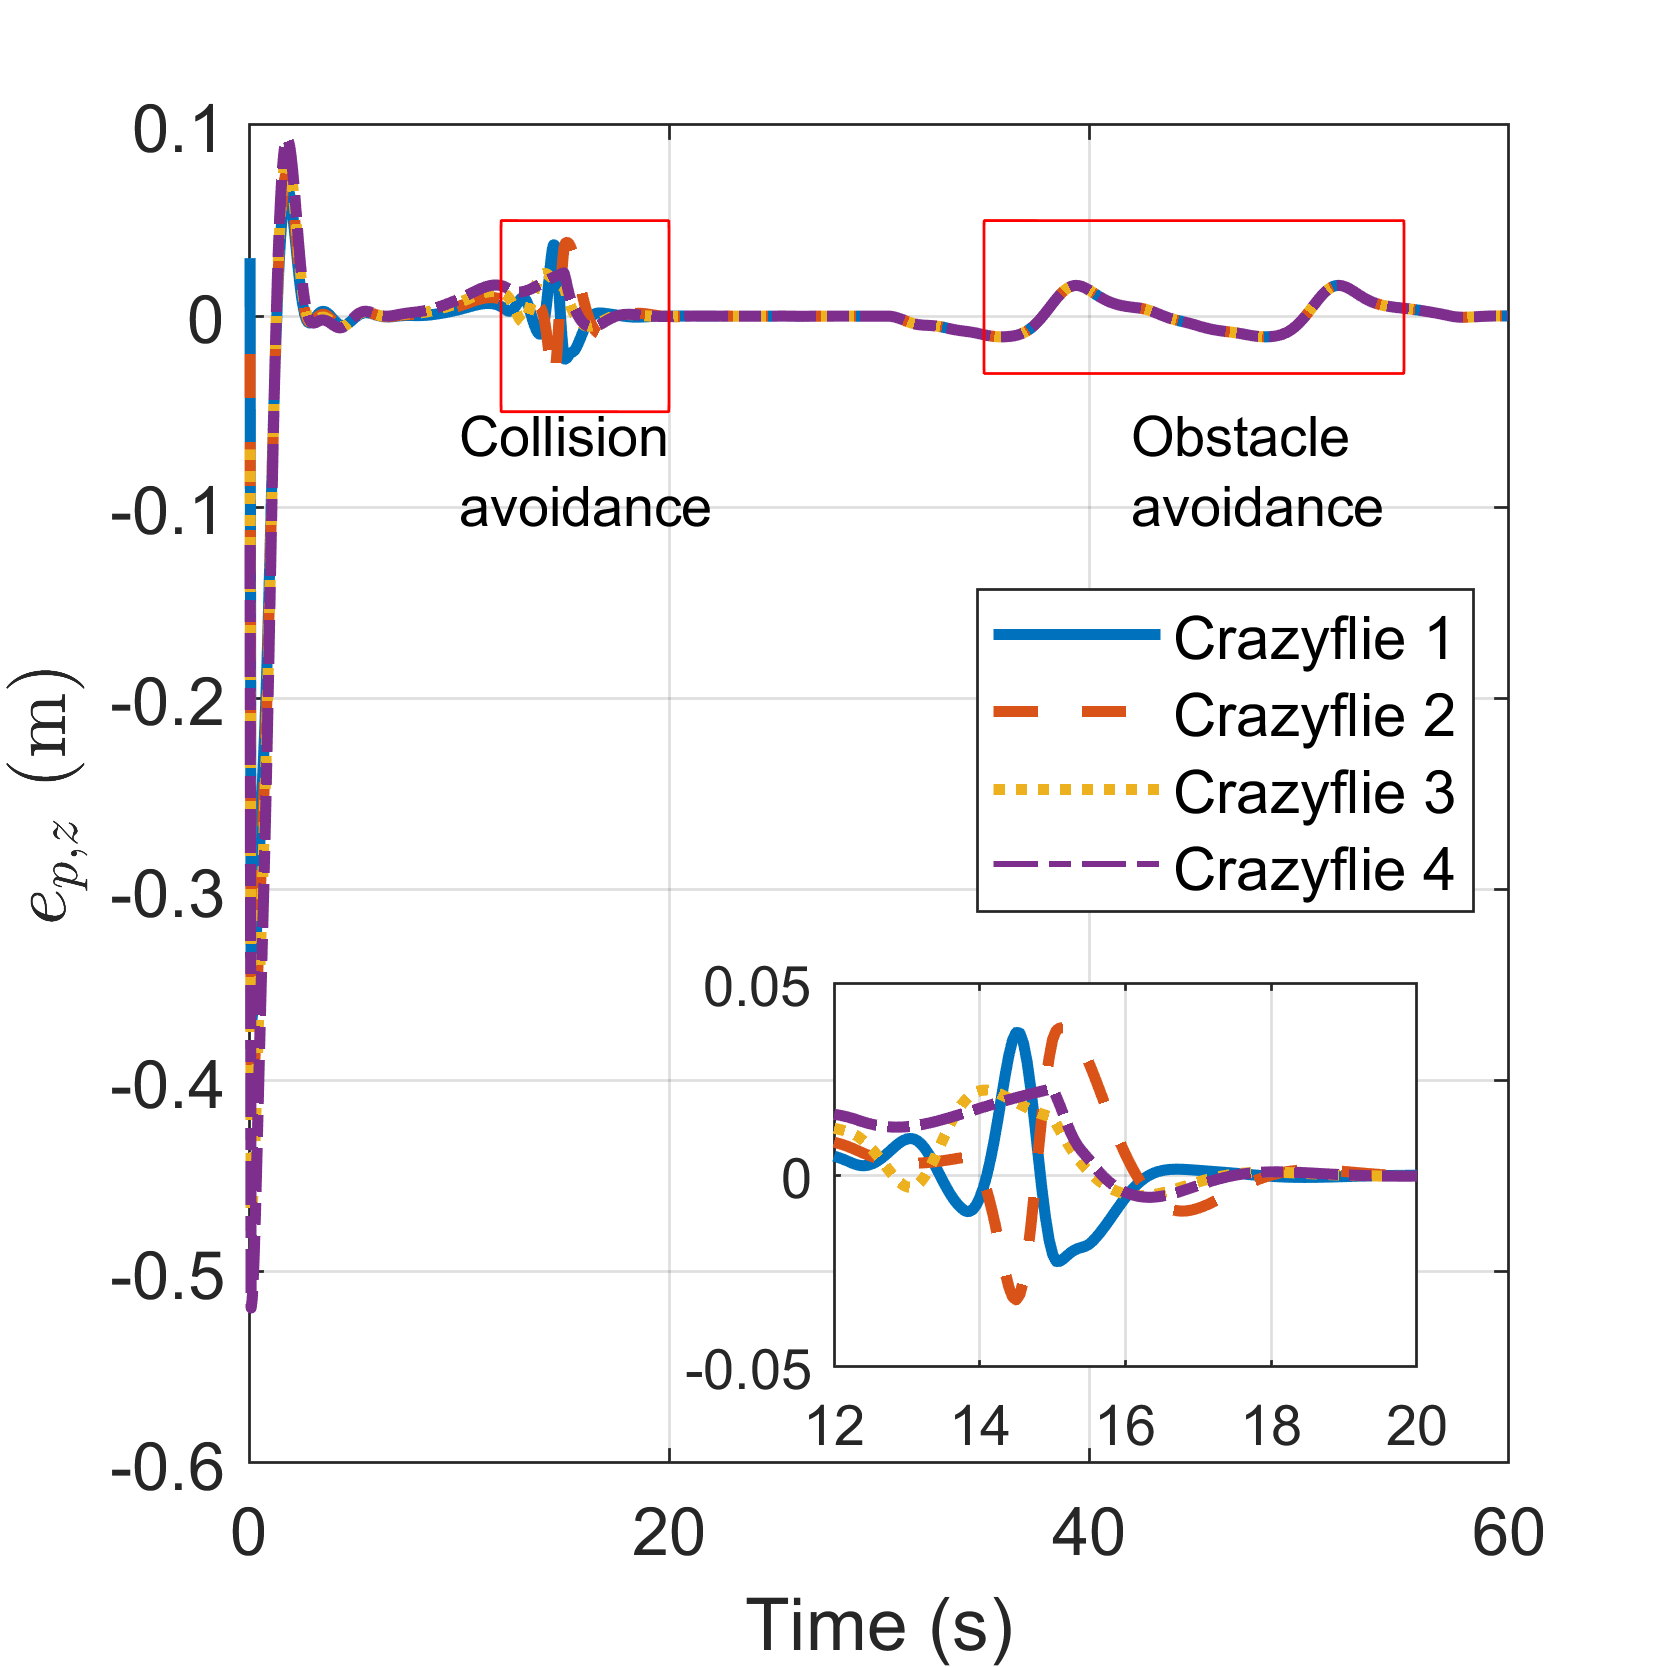 0.1
0
-0.1
-0.2
-0.3
-0.4
-0.5
-0.6
0
20
40
60
Time (s)
e_{p,z} (m)
Collision
avoidance
Obstacle
avoidance
Crazyflie 1
Crazyflie 2
Crazyflie 3
Crazyflie 4
0.05
0
-0.05
12
14
16
18
20